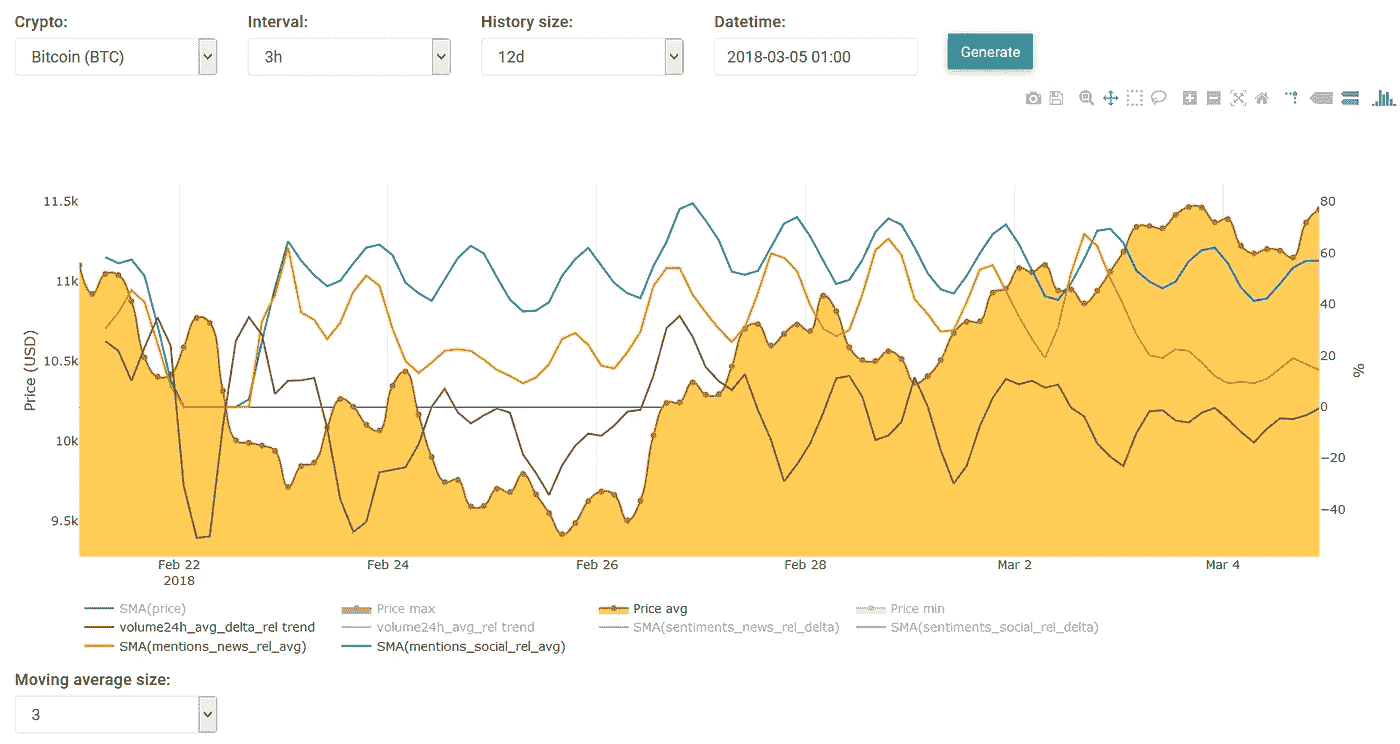 Crypto: Interval: History size: Datetime:
Bitcoin (BTC) 3h 12d 2018-03-05 01:00 Generate
11.5k 80
60
11k
40
10.5k 20
0
10k
−20
−40
9.5k
Price (USD)
%
Feb 22 Feb 24 Feb 26 Feb 28 Mar 2 Mar 4
2018
SMA(price) Price max Price avg Price min
volume24h_avg_delta_rel trend volume24h_avg_rel trend SMA(sentiments_news_rel_delta) SMA(sentiments_social_rel_delta)
SMA(mentions_news_rel_avg) SMA(mentions_social_rel_avg)
Moving average size:
3